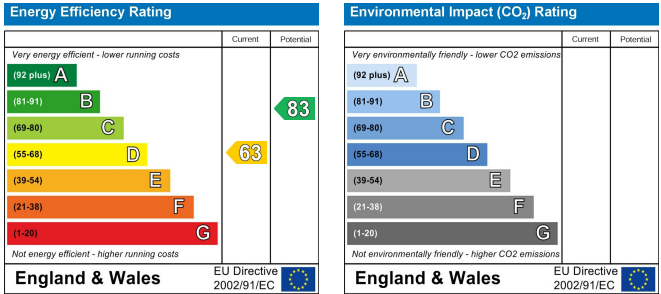 Energy Efficiency Rating
Current Potential
Very energy efficient - lower running costs
(92 plus) A
(81-91) B
83
(69-80) C
(55-68) D
63
(39-54) E
(21-38) F
(1-20) G
Not energy efficient - higher running costs
England & Wales
EU Directive
2002/91/EC
Environmental Impact (CO2) Rating
Current Potential
Very environmentally friendly - lower CO2 emissions
(92 plus) A
(81-91) B
(69-80) C
(55-68) D
(39-54) E
(21-38) F
(1-20) G
Not environmentally friendly - higher CO2 emissions
England & Wales
EU Directive
2002/91/EC